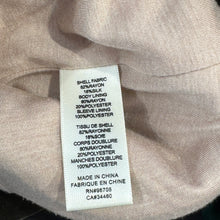 SHELL FABRIC
82%RAYON
18%SILK
BODY LINING
80%RAYON
20%POLYESTER
SLEEVE LINING
100%POLYESTER
TISSU DE SHELL
82%RAYONNE
18%SOIE
CORPS DOUBLURE
80%RAYONNE
20%POLYESTER
MANCHES DOUBLURE
100%POLYESTER
MADE IN CHINA
FABRIQUE EN CHINE
RN#96708
CA#34460